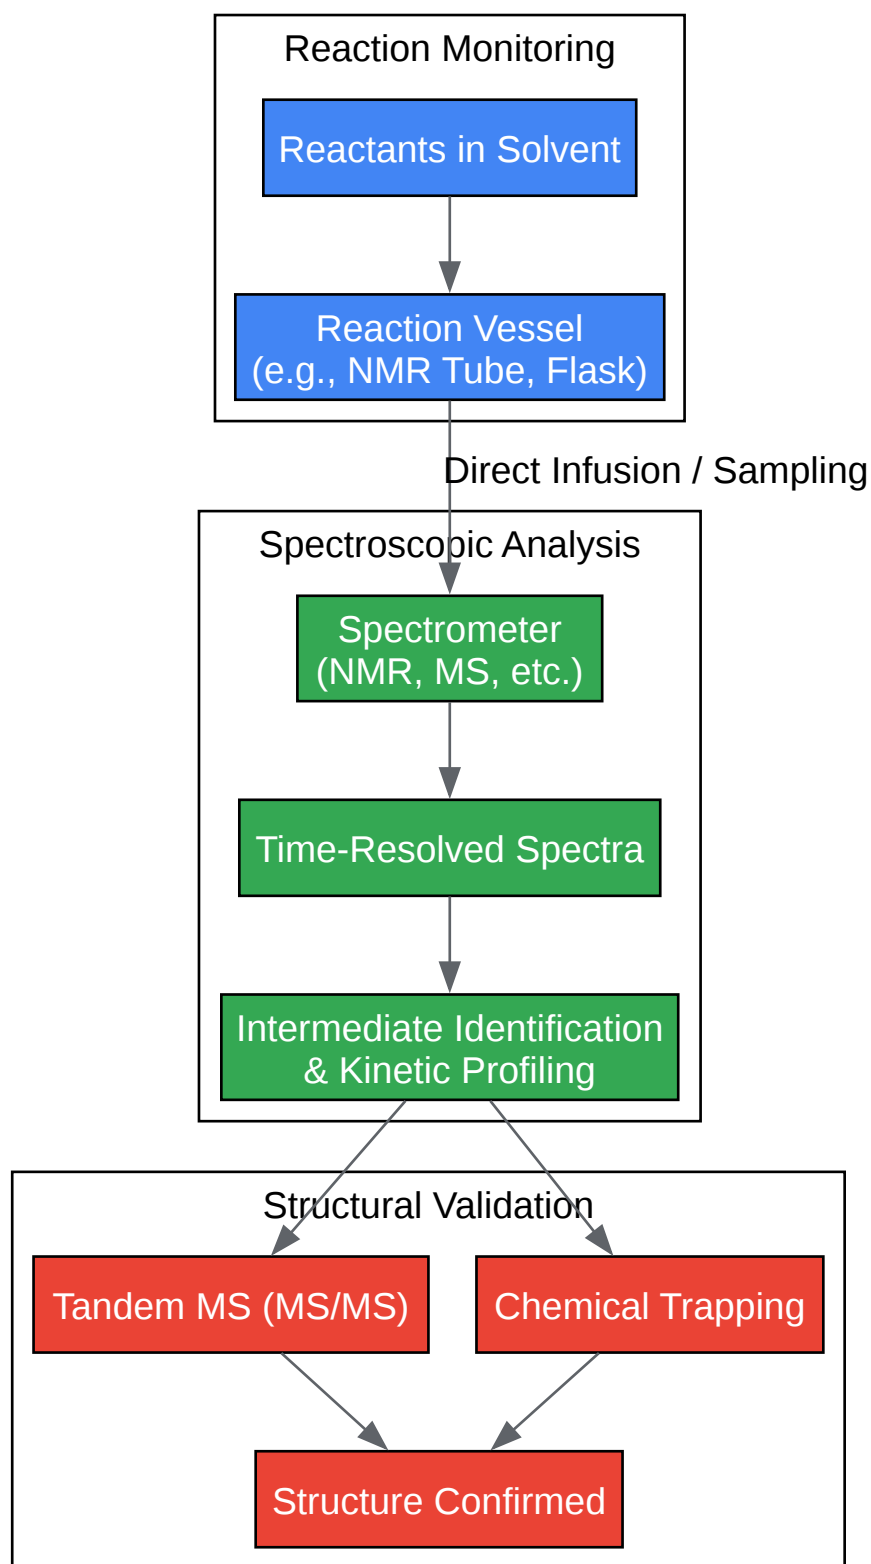 Reaction Monitoring
Reactants in Solvent
Reaction Vessel
(e.g., NMR Tube, Flask)
Direct Infusion / Sampling
Spectroscopic Analysis
Spectrometer
(NMR, MS, etc.)
Time-Resolved Spectra
Intermediate Identification
& Kinetic Profiling
Structural Validation
Tandem MS (MS/MS)
Chemical Trapping
Structure Confirmed